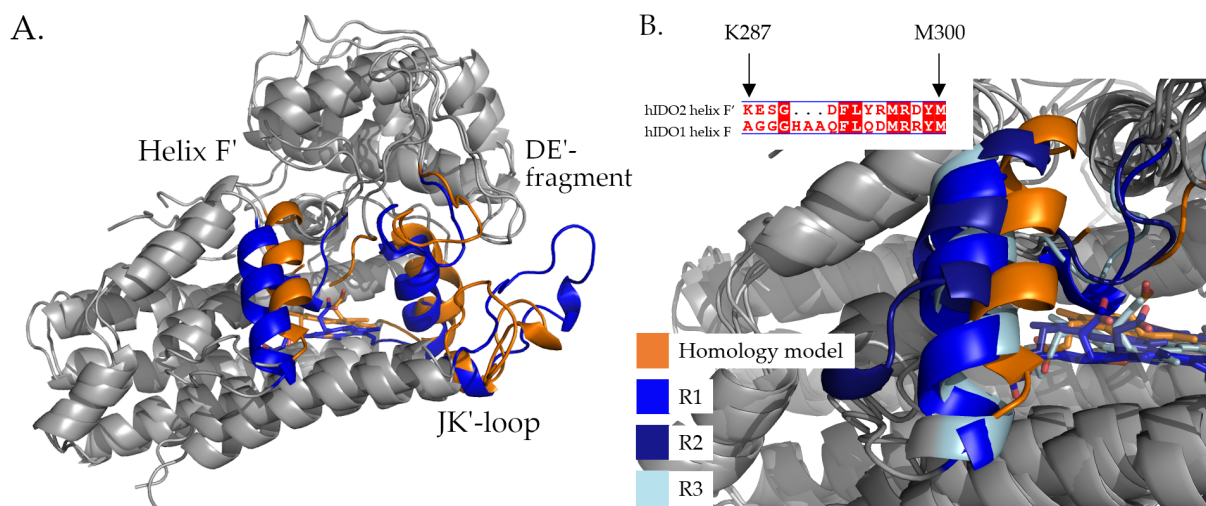 A.
Helix F'
DE'-
fragment
JK'-loop
B.
K287 M300
hIDO2 helix F' KESG...DFLYRMRDYM
hIDO1 helix F AGGGHAAQFLQDMRRYM
Homology model
R1
R2
R3